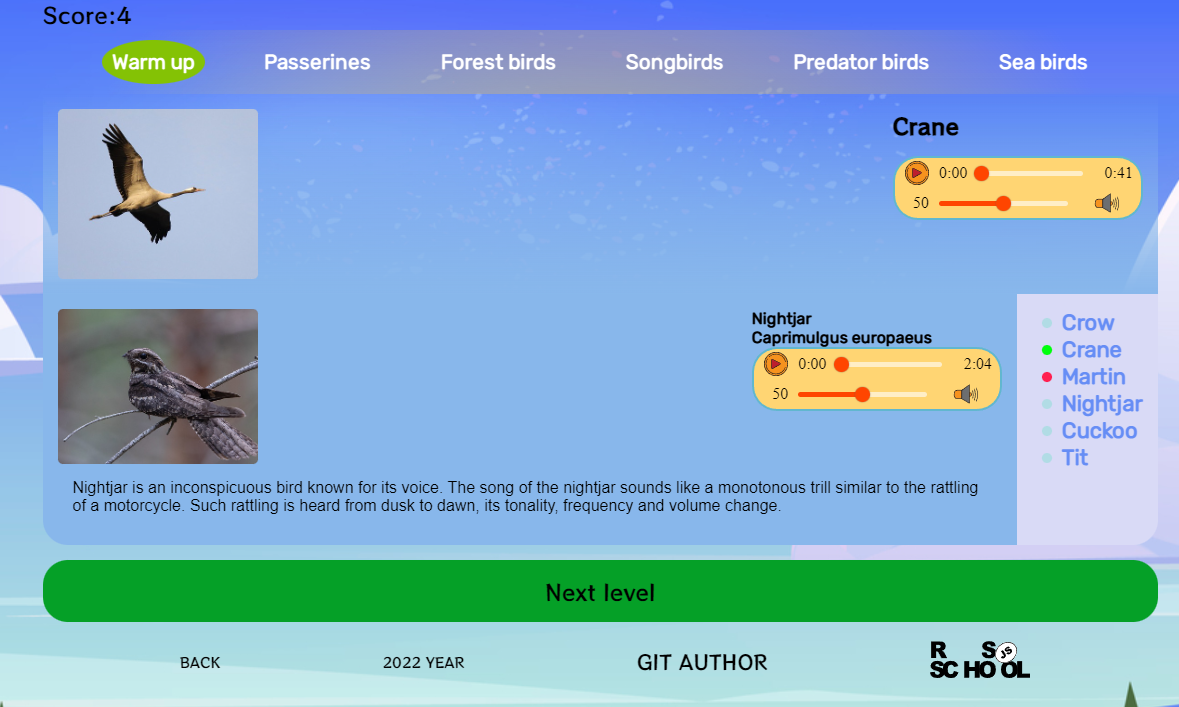 Score:4
Warm up Passerines Forest birds Songbirds Predator birds Sea birds
Crane
0:00 0:41
50
Nightjar
Caprimulgus europaeus
0:00 2:04
50
Crow
Crane
Martin
Nightjar
Cuckoo
Tit
Nightjar is an inconspicuous bird known for its voice. The song of the nightjar sounds like a monotonous trill similar to the rattling
of a motorcycle. Such rattling is heard from dusk to dawn, its tonality, frequency and volume change.
Next level
BACK 2022 YEAR GIT AUTHOR
R S JS
SCHOOL